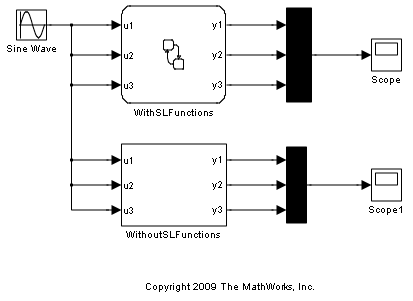 Sine Wave
u1
u2
u3
y1
y2
y3
WithSLFunctions
Scope
u1
u2
u3
y1
y2
y3
WithoutSLFunctions
Scope1
Copyright 2009 The MathWorks, Inc.